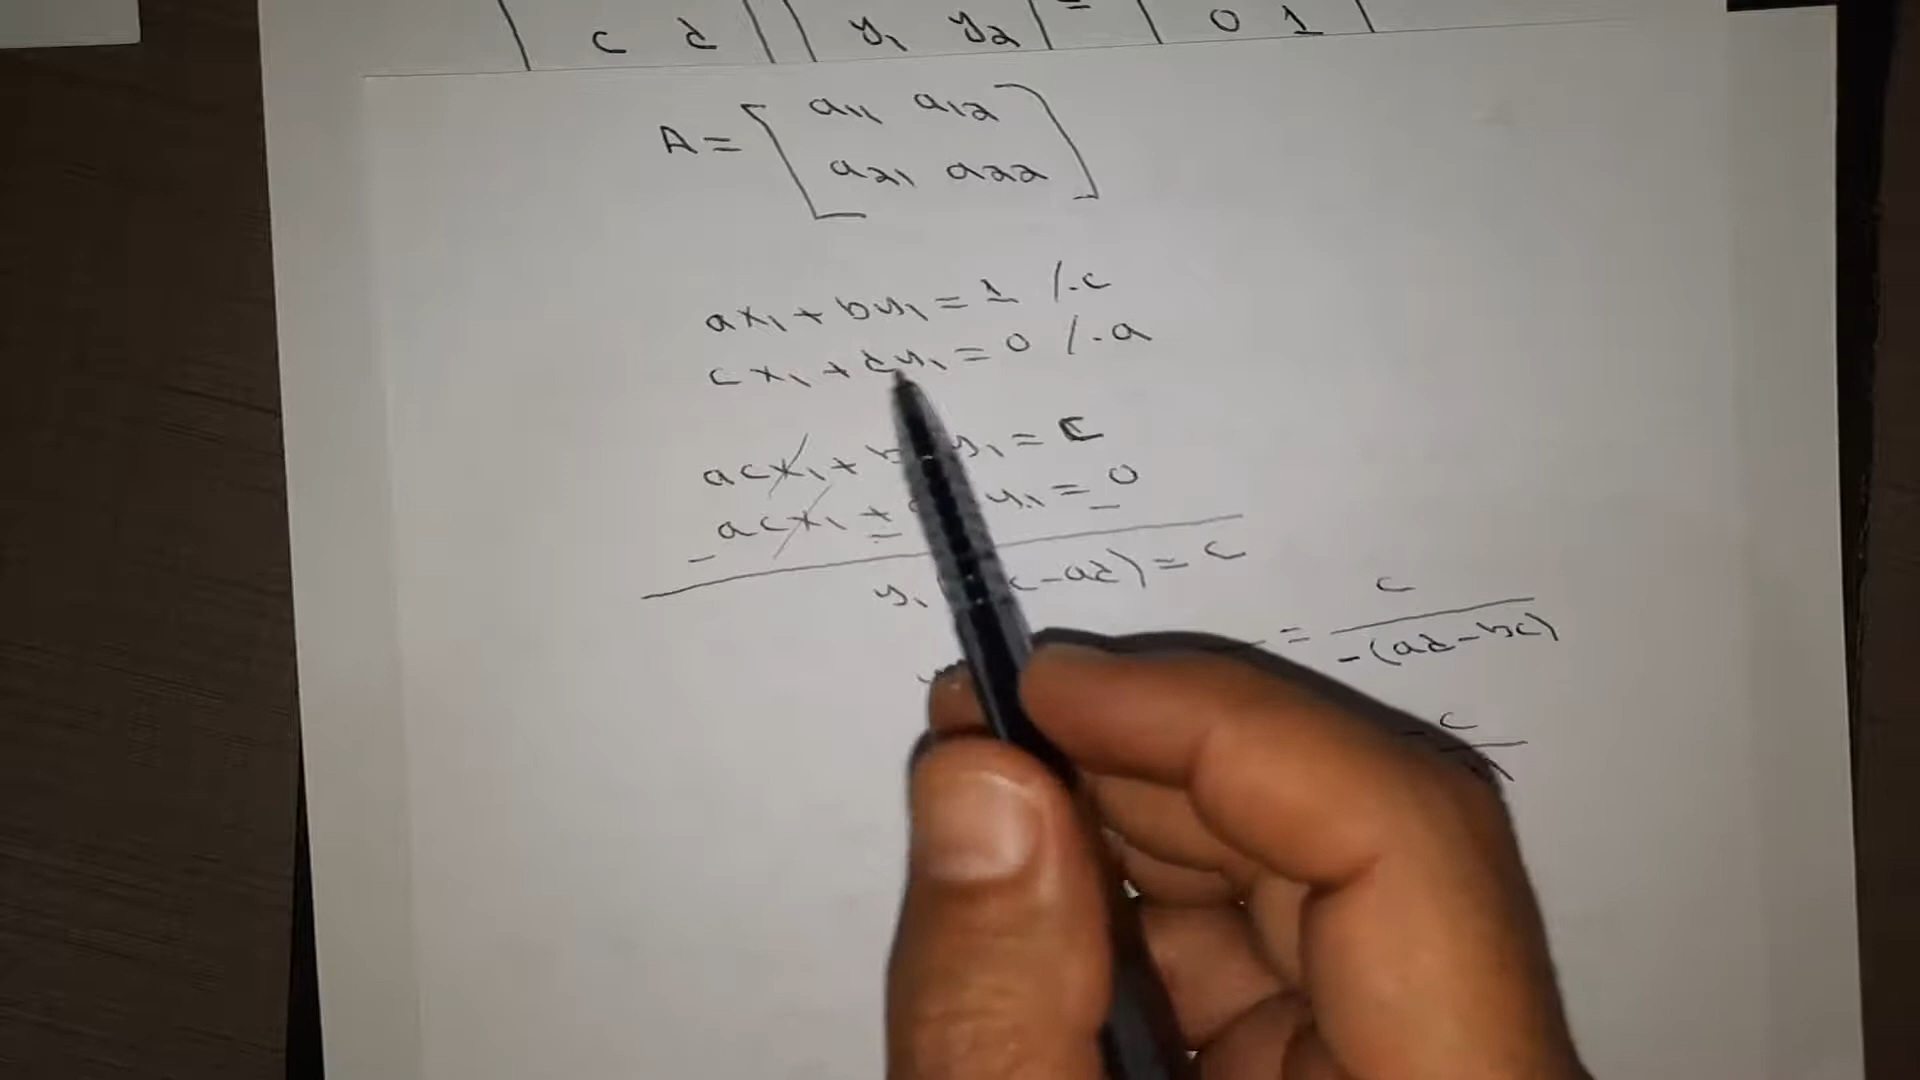 | c d | | y₁ y₂ | = | 0 1 |
A = [ a₁₁ a₁₂
a₂₁ a₂₂ ]
ax₁ + by₁ = 1 /·c
cx₁ + dy₁ = 0 /·a
acx₁ + b y₁ = c
- acx₁ + y₁ = 0
y₁ c - ad) = c
= c / -(ad - bc)
c